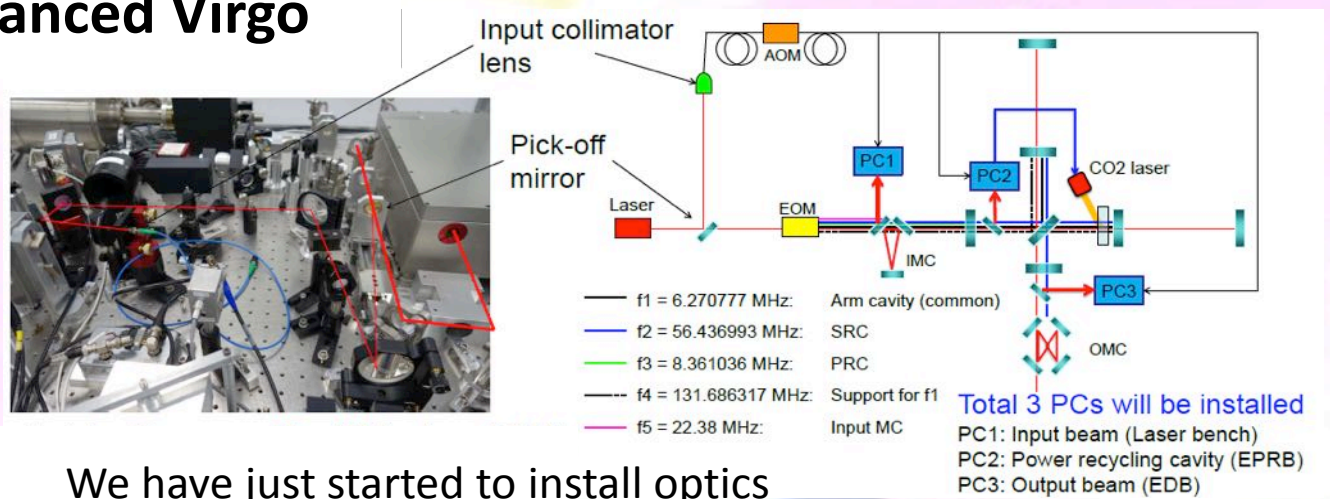 anced Virgo
Input collimator
lens
Pick-off
mirror
AOM
Laser
EOM
PC1
PC2
CO2 laser
IMC
PC3
OMC
f1 = 6.270777 MHz: Arm cavity (common)
f2 = 56.436993 MHz: SRC
f3 = 8.361036 MHz: PRC
f4 = 131.686317 MHz: Support for f1
f5 = 22.38 MHz: Input MC
Total 3 PCs will be installed
PC1: Input beam (Laser bench)
PC2: Power recycling cavity (EPRB)
PC3: Output beam (EDB)
We have just started to install optics